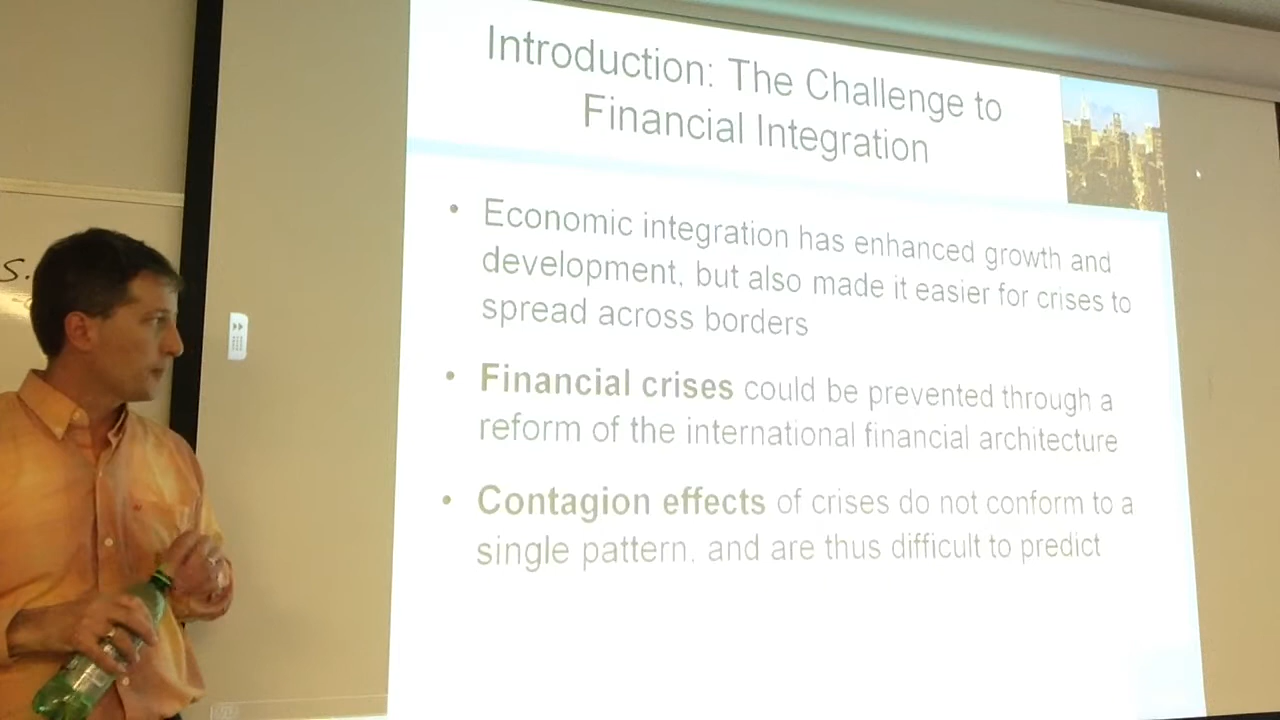 Introduction: The Challenge to
Financial Integration
• Economic integration has enhanced growth and
development, but also made it easier for crises to
spread across borders
• Financial crises could be prevented through a
reform of the international financial architecture
• Contagion effects of crises do not conform to a
single pattern, and are thus difficult to predict
s.